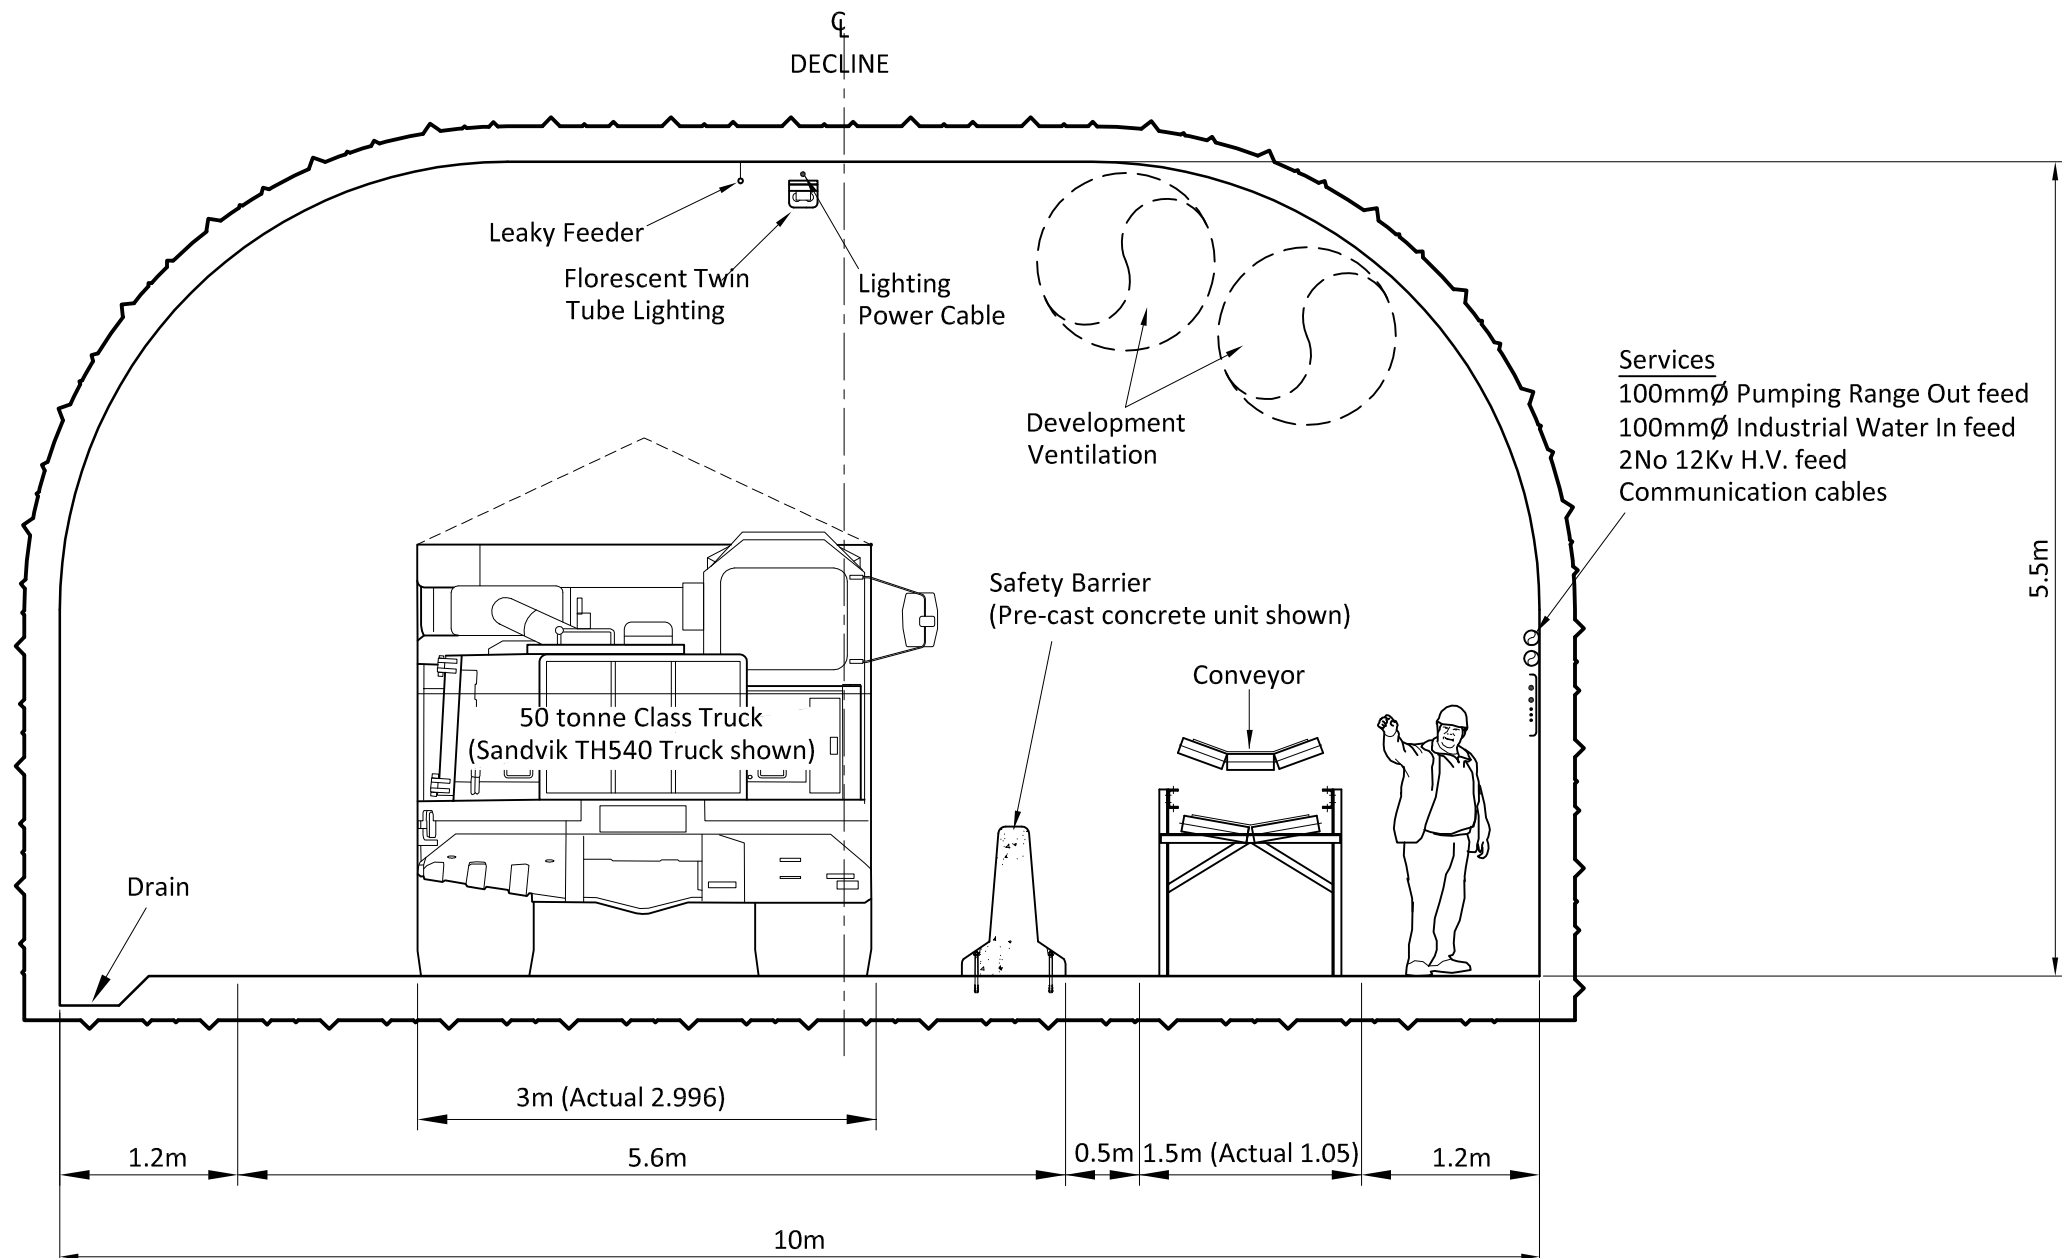 ℄
DECLINE
Leaky Feeder
Florescent Twin
Tube Lighting
Lighting
Power Cable
Development
Ventilation
Services
100mmØ Pumping Range Out feed
100mmØ Industrial Water In feed
2No 12Kv H.V. feed
Communication cables
5.5m
Safety Barrier
(Pre-cast concrete unit shown)
Conveyor
50 tonne Class Truck
(Sandvik TH540 Truck shown)
Drain
3m (Actual 2.996)
1.2m
5.6m
0.5m
1.5m (Actual 1.05)
1.2m
10m